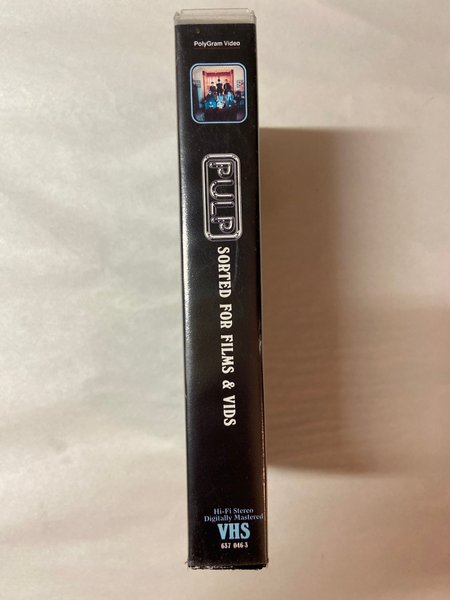 PolyGram Video
PULP
SORTED FOR FILMS & VIDS
Hi-Fi Stereo
Digitally Mastered
VHS
637 046-3